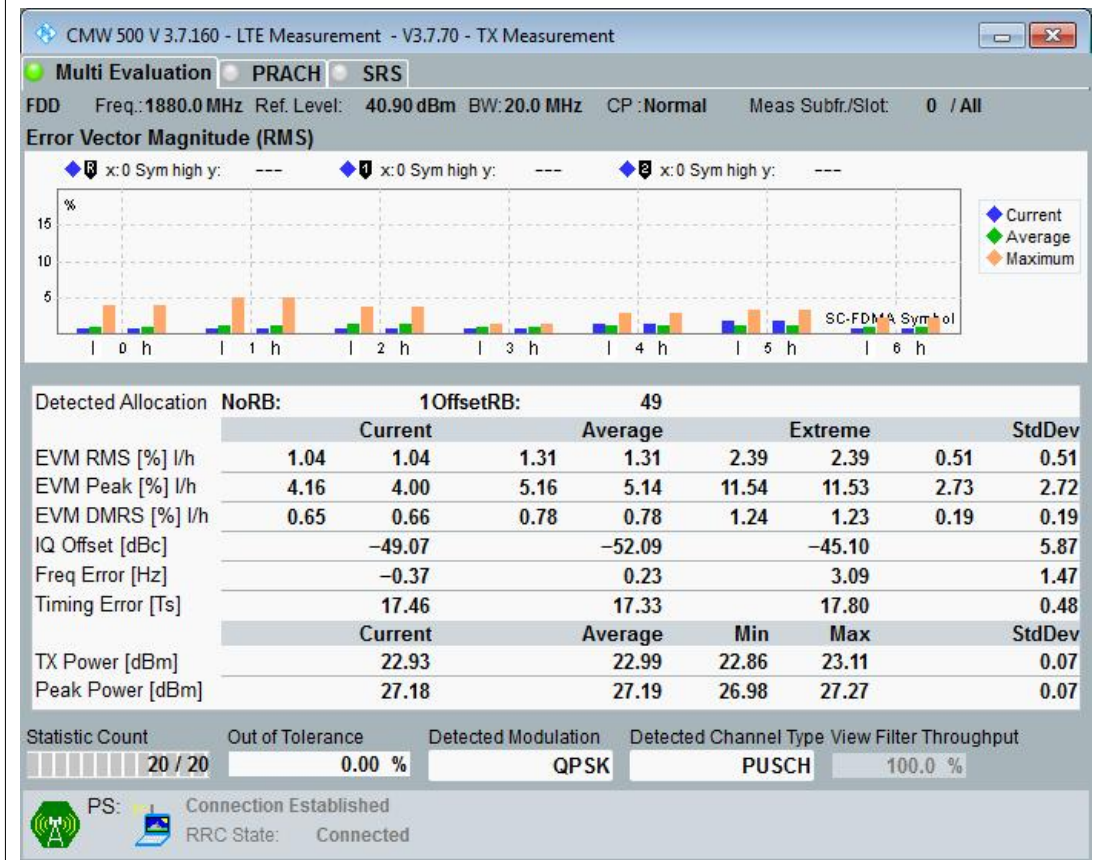 CMW 500 V 3.7.160 - LTE Measurement - V3.7.70 - TX Measurement
Multi Evaluation PRACH SRS
FDD Freq.: 1880.0 MHz Ref. Level: 40.90 dBm BW: 20.0 MHz CP : Normal Meas Subfr./Slot: 0 / All
Error Vector Magnitude (RMS)
R x: 0 Sym high y: --- 1 x: 0 Sym high y: --- 2 x: 0 Sym high y: ---
%
15
10
5
Current
Average
Maximum
SC-FDMA Symbol
l 0 h l 1 h l 2 h l 3 h l 4 h l 5 h l 6 h
Detected Allocation NoRB: 1 OffsetRB: 49
Current Average Extreme StdDev
EVM RMS [%] l/h 1.04 1.04 1.31 1.31 2.39 2.39 0.51 0.51
EVM Peak [%] l/h 4.16 4.00 5.16 5.14 11.54 11.53 2.73 2.72
EVM DMRS [%] l/h 0.65 0.66 0.78 0.78 1.24 1.23 0.19 0.19
IQ Offset [dBc] −49.07 −52.09 −45.10 5.87
Freq Error [Hz] −0.37 0.23 3.09 1.47
Timing Error [Ts] 17.46 17.33 17.80 0.48
Current Average Min Max StdDev
TX Power [dBm] 22.93 22.99 22.86 23.11 0.07
Peak Power [dBm] 27.18 27.19 26.98 27.27 0.07
Statistic Count Out of Tolerance Detected Modulation Detected Channel Type View Filter Throughput
20 / 20 0.00 % QPSK PUSCH 100.0 %
PS: Connection Established
RRC State: Connected